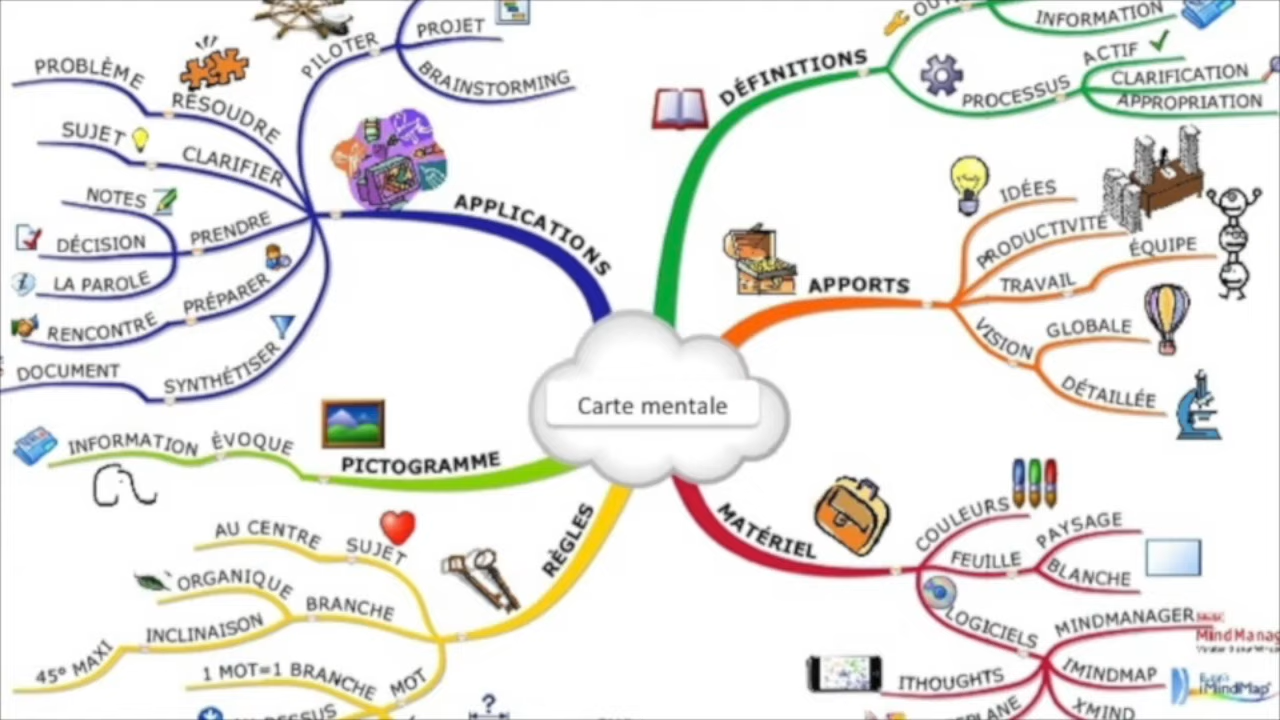 Carte mentale
DÉFINITIONS
INFORMATION
PROCESSUS
ACTIF
CLARIFICATION
APPROPRIATION
APPORTS
IDÉES
PRODUCTIVITÉ
TRAVAIL
ÉQUIPE
VISION
GLOBALE
DÉTAILLÉE
MATÉRIEL
COULEURS
FEUILLE
PAYSAGE
BLANCHE
LOGICIELS
MINDMANAGER
IMINDMAP
iMindMap
XMIND
ITHOUGHTS
RÈGLES
SUJET
AU CENTRE
BRANCHE
ORGANIQUE
INCLINAISON
45° MAXI
MOT
1 MOT=1 BRANCHE
?
PICTOGRAMME
ÉVOQUE
INFORMATION
APPLICATIONS
PILOTER
PROJET
BRAINSTORMING
RÉSOUDRE
PROBLÈME
CLARIFIER
SUJET
PRENDRE
NOTES
DÉCISION
LA PAROLE
PRÉPARER
RENCONTRE
SYNTHÉTISER
DOCUMENT